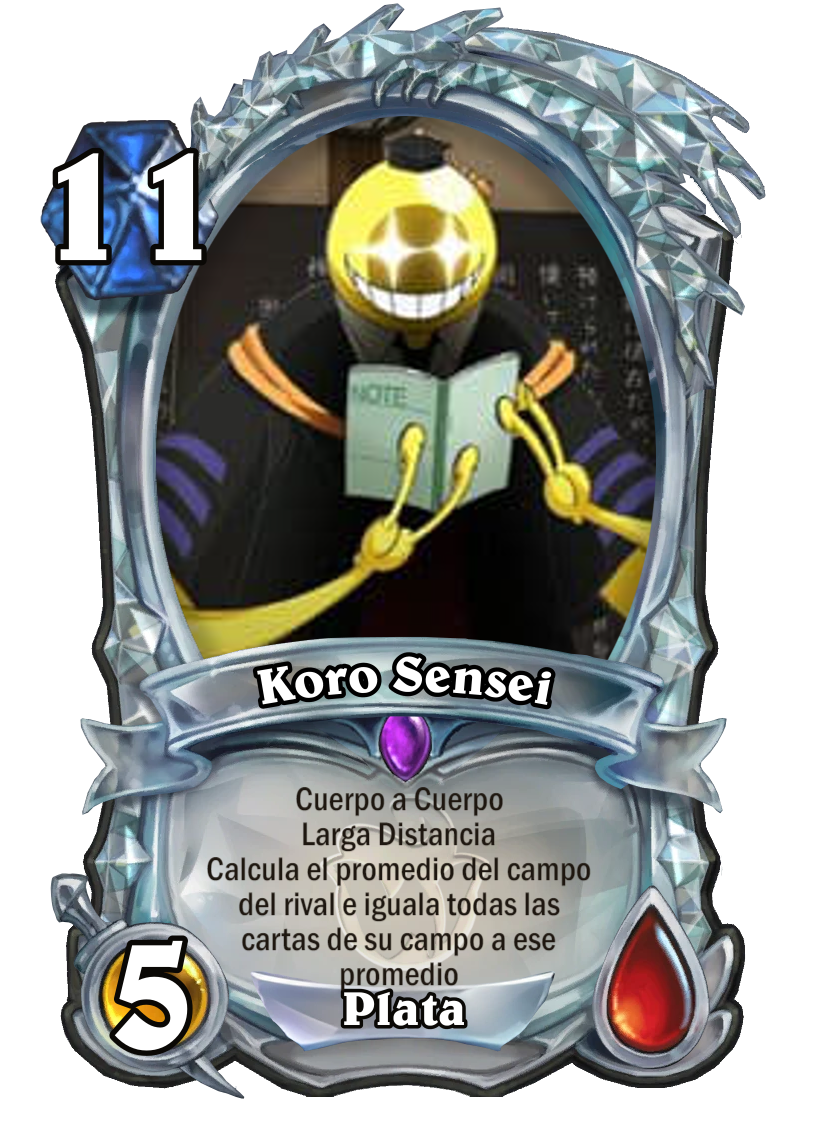 11
NOTE
Koro Sensei
Cuerpo a Cuerpo
Larga Distancia
Calcula el promedio del campo
del rival e iguala todas las
cartas de su campo a ese
promedio
5
Plata